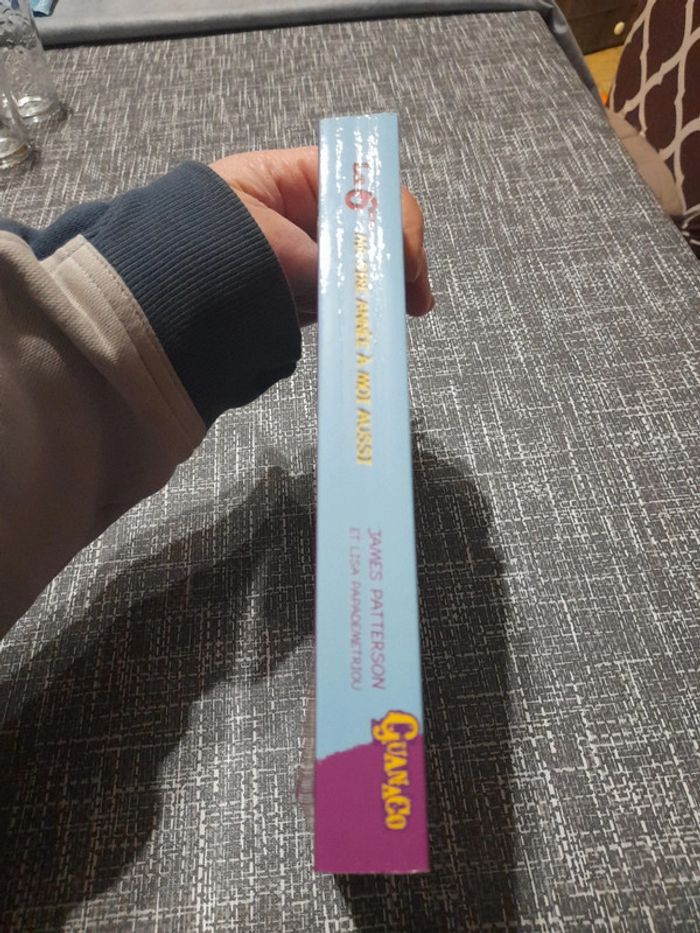 LA 6e MA PIRE ANNÉE À MOI AUSSI
JAMES PATTERSON
ET LISA PAPADEMETRIOU
GUANACO